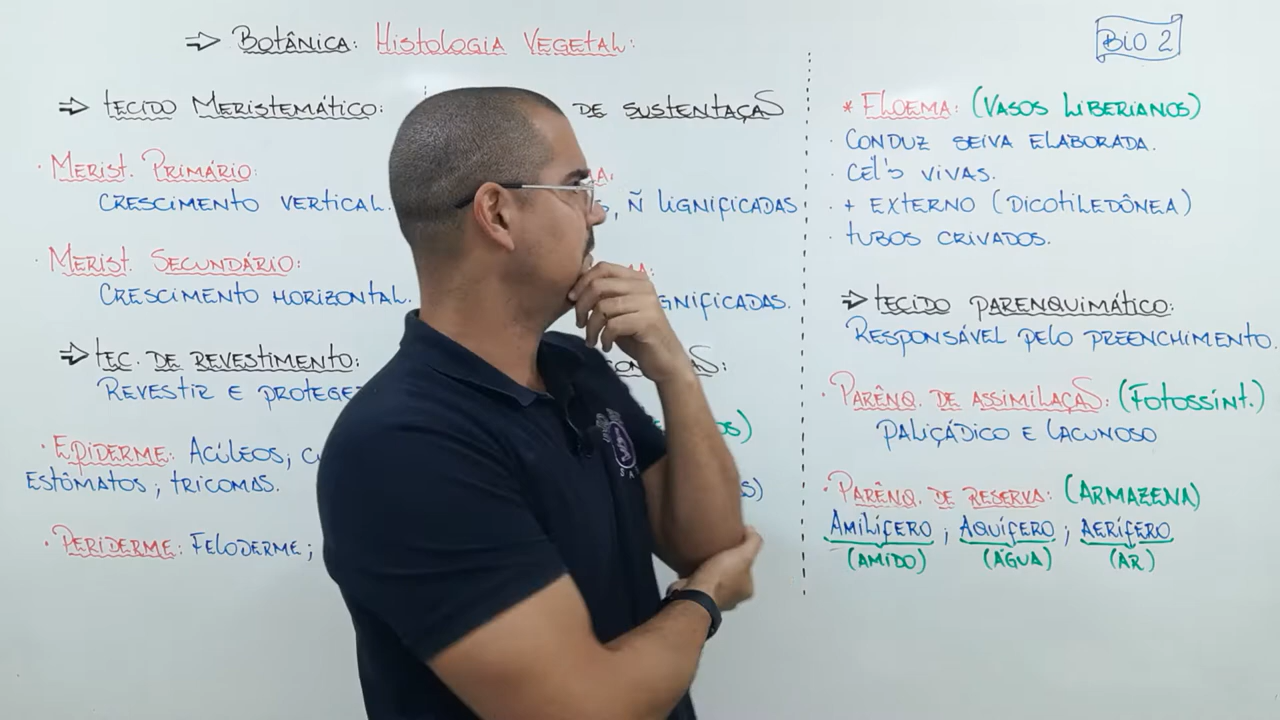 ⇒ Botânica: Histologia Vegetal:
Bio 2
⇒ Tecido Meristemático:
· Merist. Primário:
Crescimento vertical.
· Merist. Secundário:
Crescimento horizontal.
⇒ Tec. de Revestimento:
Revestir e proteger
· Epiderme: Acúleos;
Estômatos; tricomas.
· Periderme: Feloderme;
de Sustentação
, Ñ lignificadas
gnificadas.
* Floema: (Vasos Liberianos)
· Conduz seiva elaborada.
· Cél's vivas.
· + externo (dicotiledônea)
· tubos crivados.
⇒ Tecido Parenquimático:
Responsável pelo preenchimento.
· Parênq. de Assimilação: (Fotossínt.)
Paliçádico e Lacunoso
· Parênq. de Reserva: (Armazena)
Amilífero ; Aquífero ; Aerífero
(Amido) (Água) (Ar)